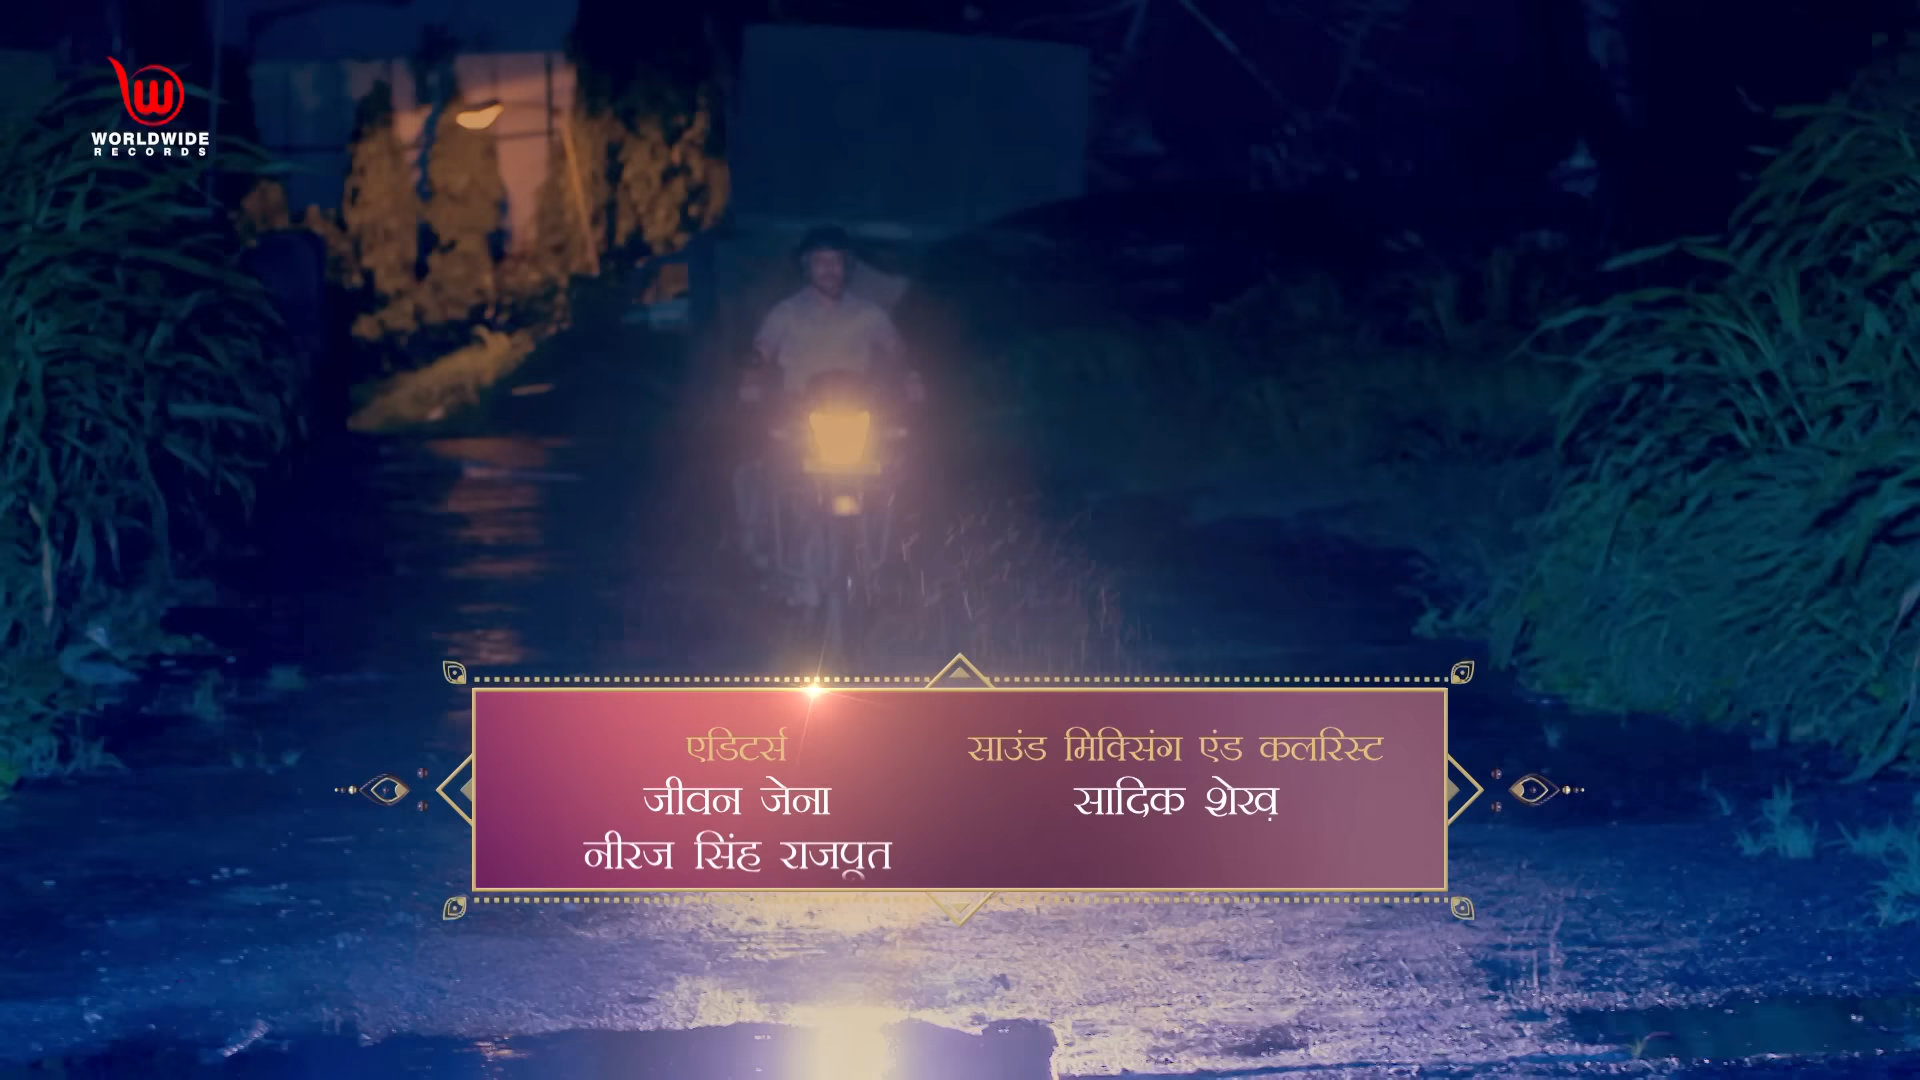 WORLDWIDE
RECORDS
एडिटर्स
जीवन जेना
नीरज सिंह राजपूत
साउंड मिक्सिंग एंड कलरिस्ट
सादिक शेख़